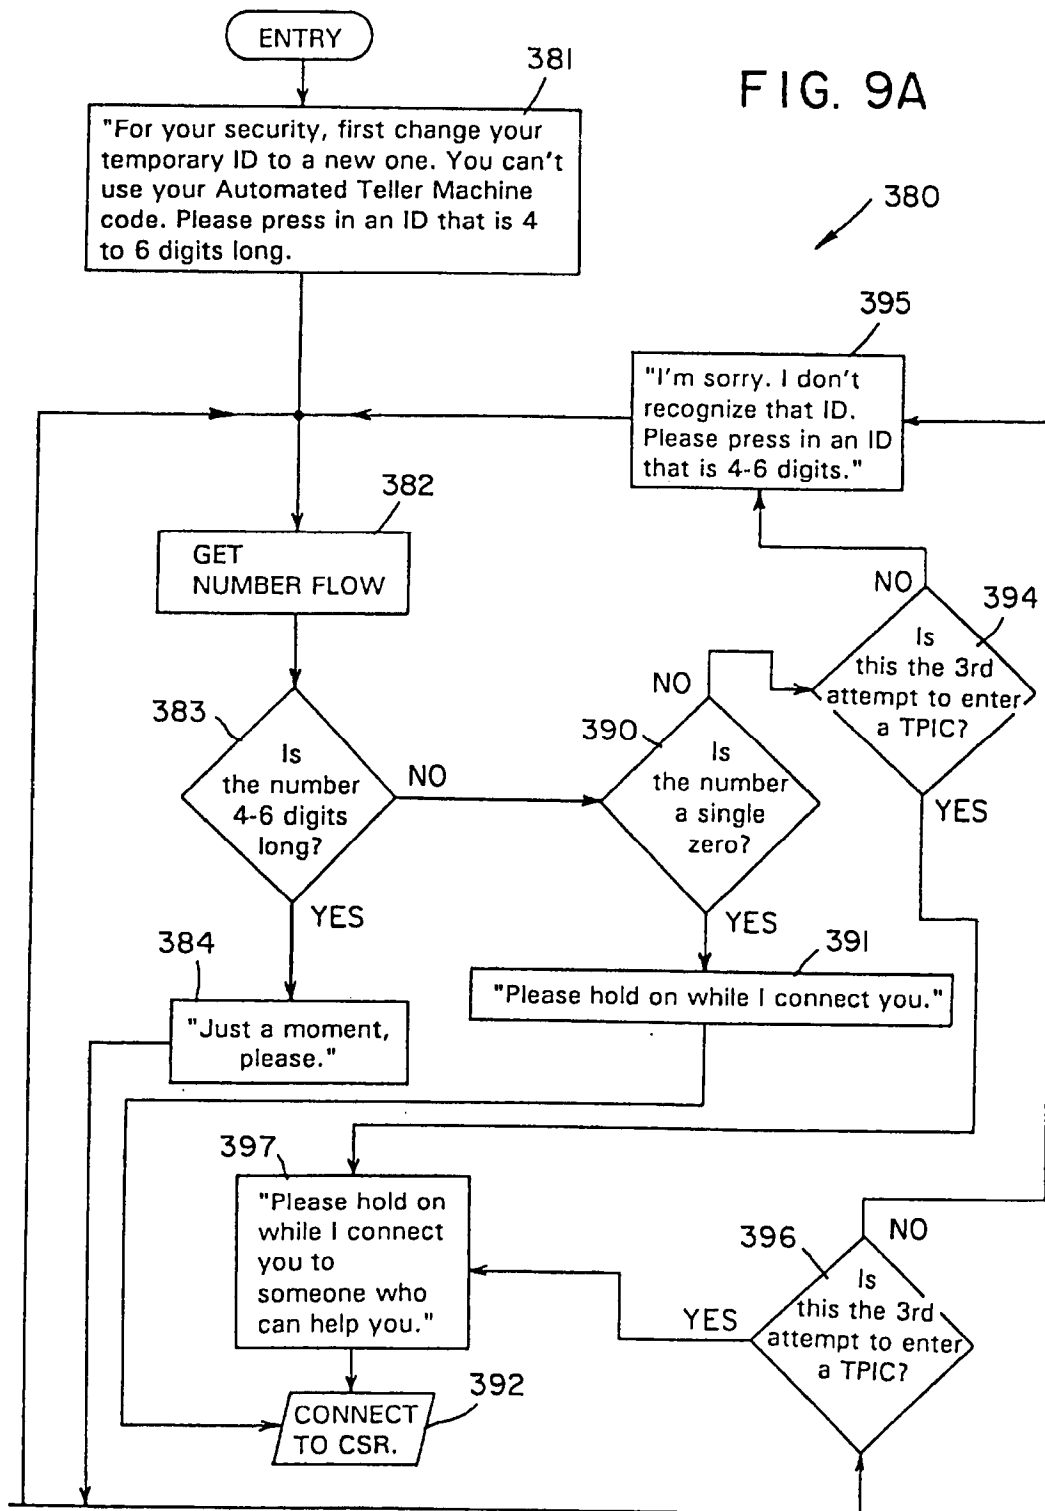 ENTRY
381
FIG. 9A
"For your security, first change your
temporary ID to a new one. You can't
use your Automated Teller Machine
code. Please press in an ID that is 4
to 6 digits long.
380
395
"I'm sorry. I don't
recognize that ID.
Please press in an ID
that is 4-6 digits."
382
GET
NUMBER FLOW
NO
394
Is
this the 3rd
attempt to enter
a TPIC?
YES
383
Is
the number
4-6 digits
long?
NO
YES
390
NO
Is
the number
a single
zero?
YES
384
"Just a moment,
please."
391
"Please hold on while I connect you."
397
"Please hold on
while I connect
you to
someone who
can help you."
396
NO
Is
this the 3rd
attempt to enter
a TPIC?
YES
392
CONNECT
TO CSR.